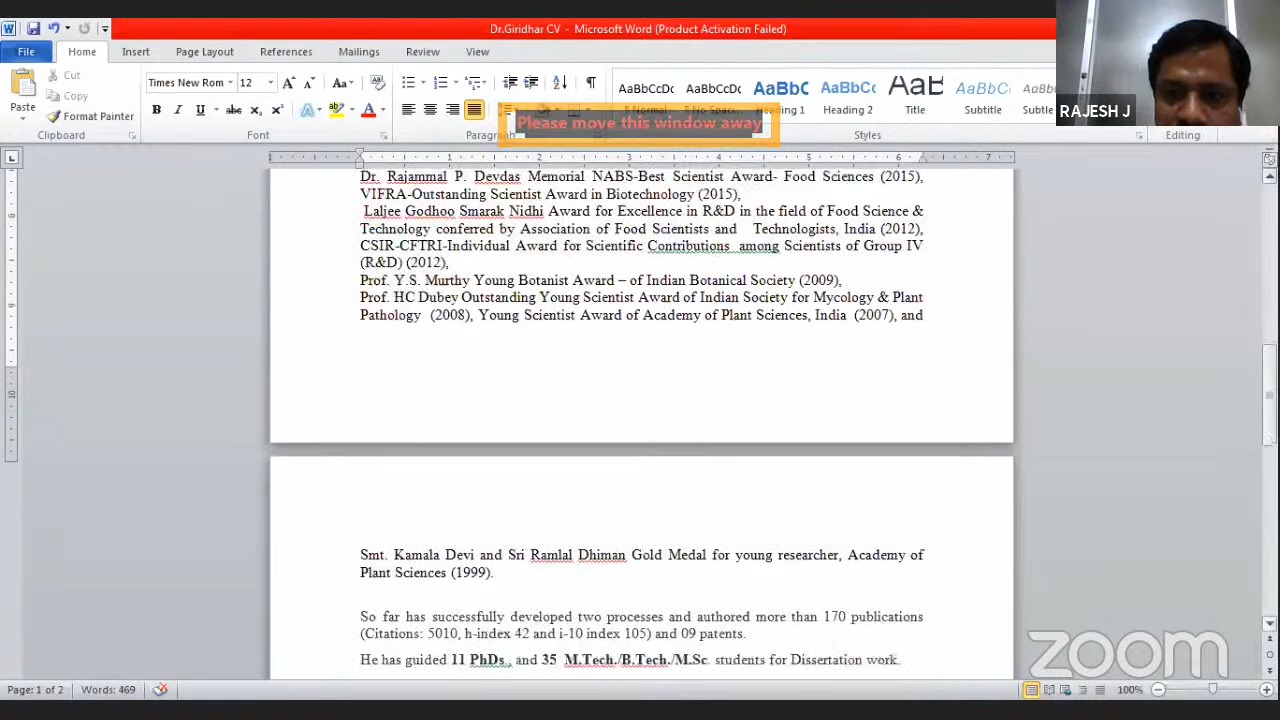 Dr.Giridhar CV - Microsoft Word (Product Activation Failed)
File Home Insert Page Layout References Mailings Review View
Cut
Copy
Paste
Format Painter
Clipboard
Times New Rom 12
Font
Paragraph
AaBbCcDc AaBbCcDc AaBbC AaBbCc AaB AaBbCc.
¶ Normal ¶ No Spaci... Heading 1 Heading 2 Title Subtitle
Styles
Editing
Please move this window away
RAJESH J
Dr. Rajammal P. Devdas Memorial NABS-Best Scientist Award- Food Sciences (2015),
VIFRA-Outstanding Scientist Award in Biotechnology (2015),
Laljee Godhoo Smarak Nidhi Award for Excellence in R&D in the field of Food Science &
Technology conferred by Association of Food Scientists and Technologists, India (2012),
CSIR-CFTRI-Individual Award for Scientific Contributions among Scientists of Group IV
(R&D) (2012),
Prof. Y.S. Murthy Young Botanist Award – of Indian Botanical Society (2009),
Prof. HC Dubey Outstanding Young Scientist Award of Indian Society for Mycology & Plant
Pathology (2008), Young Scientist Award of Academy of Plant Sciences, India (2007), and
Smt. Kamala Devi and Sri Ramlal Dhiman Gold Medal for young researcher, Academy of
Plant Sciences (1999).
So far has successfully developed two processes and authored more than 170 publications
(Citations: 5010, h-index 42 and i-10 index 105) and 09 patents.
He has guided 11 PhDs., and 35 M.Tech./B.Tech./M.Sc. students for Dissertation work.
zoom
Page: 1 of 2 Words: 469 100%